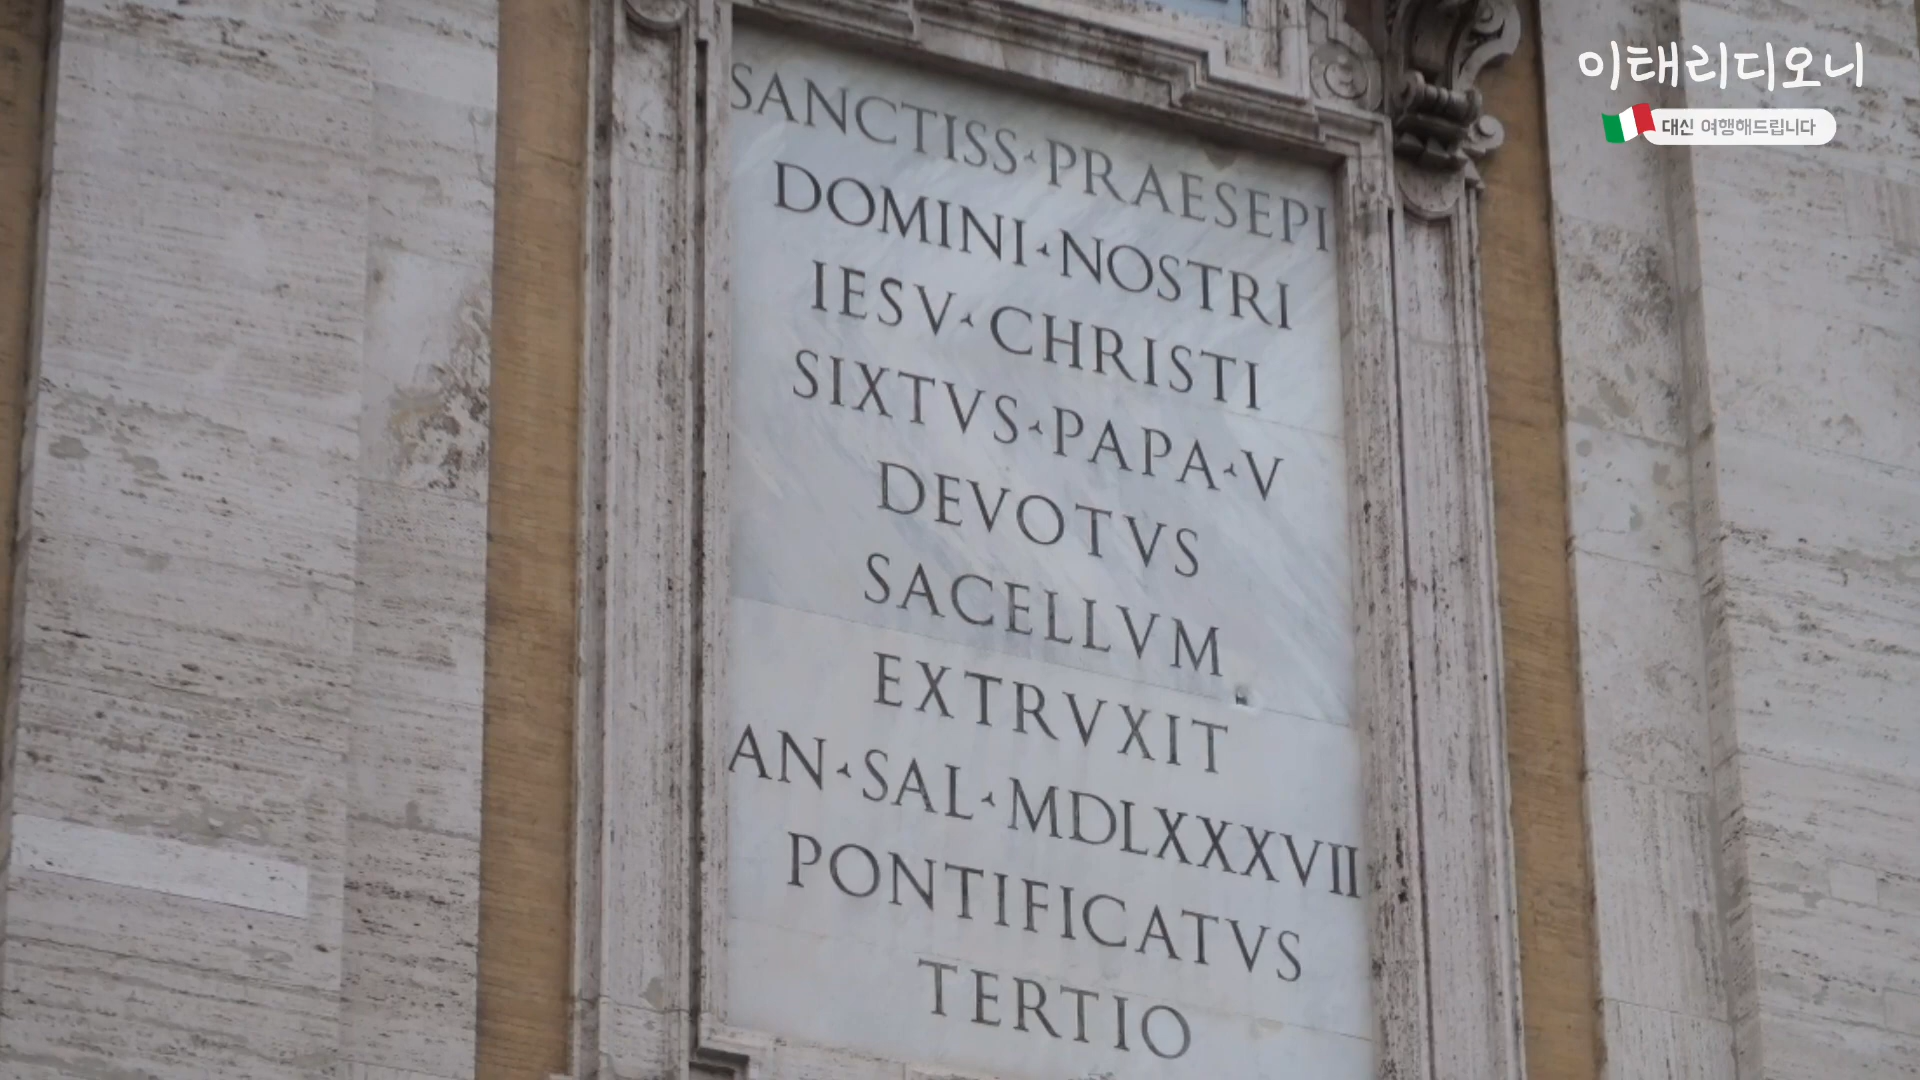 이태리디오니
대신 여행해드립니다
SANCTISS·PRAESEPI
DOMINI·NOSTRI
IESV·CHRISTI
SIXTVS·PAPA·V
DEVOTVS
SACELLVM
EXTRVXIT
AN·SAL·MDLXXXVII
PONTIFICATVS
TERTIO